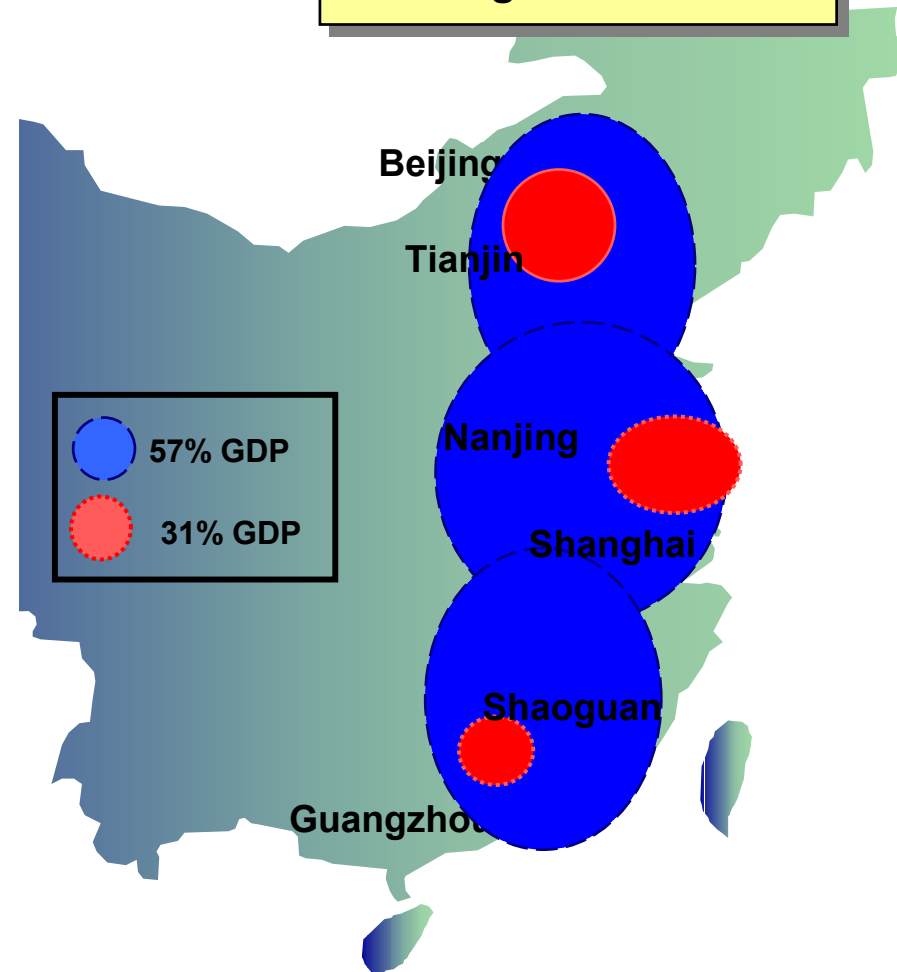 Beijing
Tianjin
Nanjing
57% GDP
31% GDP
Shanghai
Shaoguan
Guangzhou